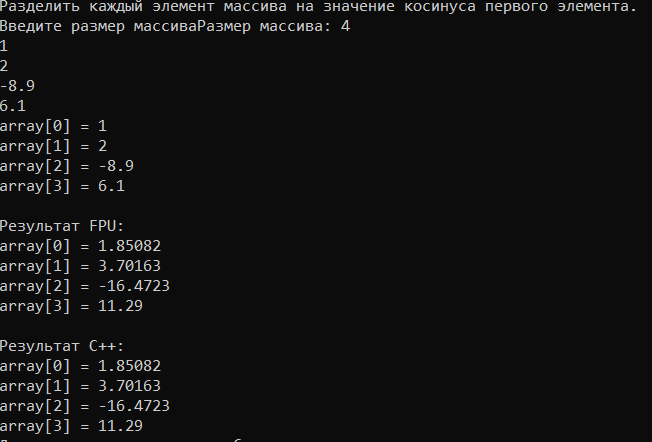 Разделить каждый элемент массива на значение косинуса первого элемента.
Введите размер массиваРазмер массива: 4
1
2
-8.9
6.1
array[0] = 1
array[1] = 2
array[2] = -8.9
array[3] = 6.1
Результат FPU:
array[0] = 1.85082
array[1] = 3.70163
array[2] = -16.4723
array[3] = 11.29
Результат C++:
array[0] = 1.85082
array[1] = 3.70163
array[2] = -16.4723
array[3] = 11.29